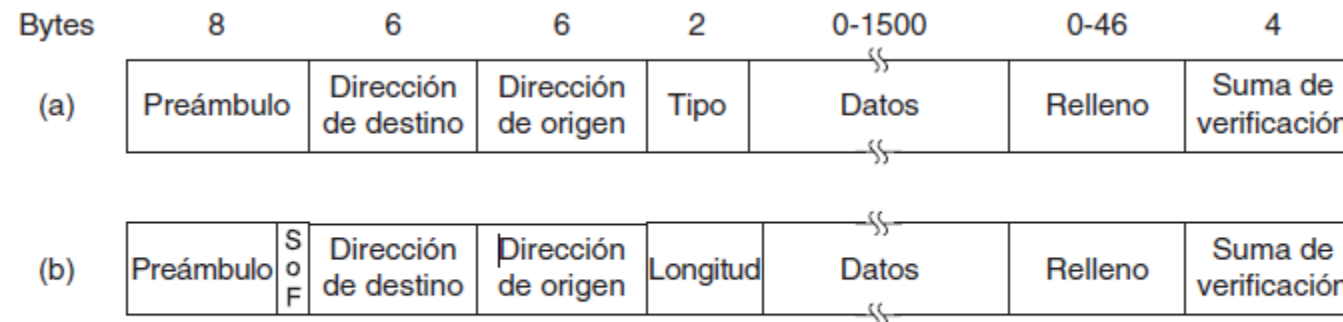 Bytes 8 6 6 2 0-1500 0-46 4
(a) Preámbulo Dirección de destino Dirección de origen Tipo Datos Relleno Suma de verificación
(b) Preámbulo SoF Dirección de destino Dirección de origen Longitud Datos Relleno Suma de verificación